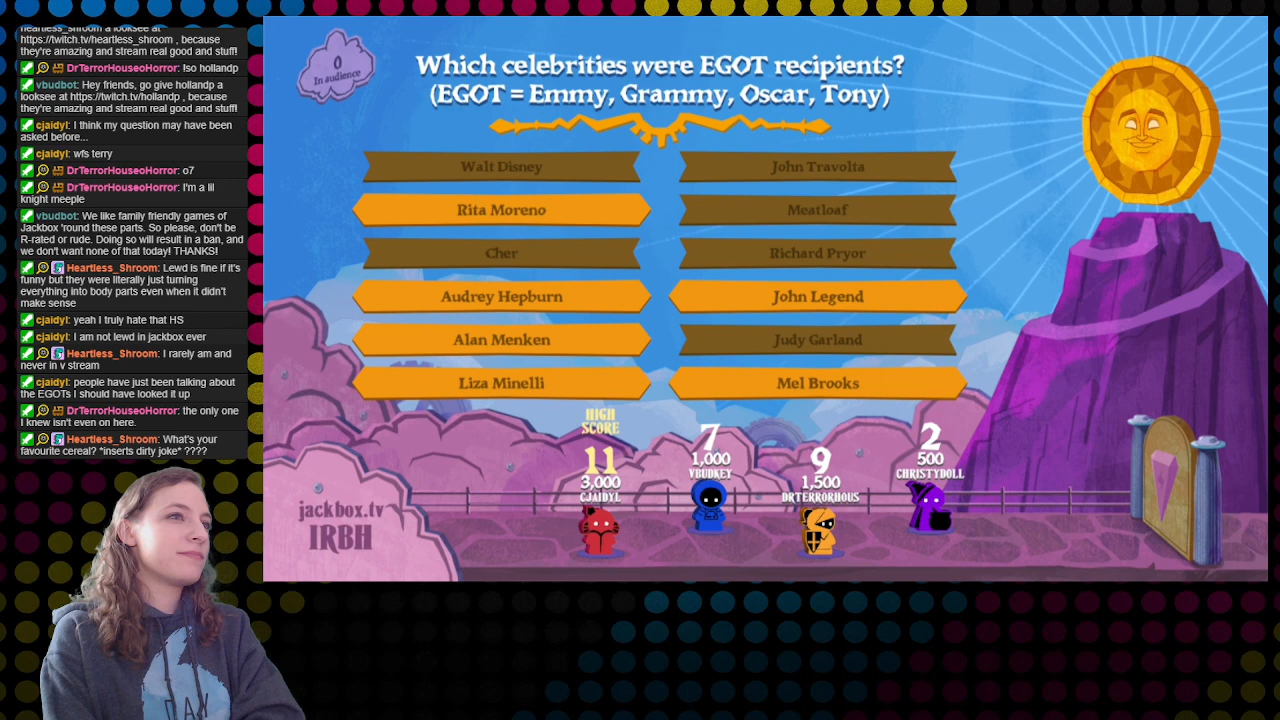 heartless_shroom a looksee at
https://twitch.tv/heartless_shroom , because
they're amazing and stream real good and stuff!
DrTerrorHouseoHorror: !so hollandp
vbudbot: Hey friends, go give hollandp a
looksee at https://twitch.tv/hollandp , because
they're amazing and stream real good and stuff!
cjaidyl: I think my question may have been
asked before...
cjaidyl: wfs terry
DrTerrorHouseoHorror: o7
DrTerrorHouseoHorror: I'm a lil
knight meeple
vbudbot: We like family friendly games of
Jackbox 'round these parts. So please, don't be
R-rated or rude. Doing so will result in a ban, and
we don't want none of that today! THANKS!
Heartless_Shroom: Lewd is fine if it's
funny but they were literally just turning
everything into body parts even when it didn't
make sense
cjaidyl: yeah I truly hate that HS
cjaidyl: I am not lewd in jackbox ever
Heartless_Shroom: I rarely am and
never in v stream
cjaidyl: people have just been talking about
the EGOTs I should have looked it up
DrTerrorHouseoHorror: the only one
I knew isn't even on here.
Heartless_Shroom: What's your
favourite cereal? *inserts dirty joke* ????
0
In audience
Which celebrities were EGOT recipients?
(EGOT = Emmy, Grammy, Oscar, Tony)
Walt Disney
John Travolta
Rita Moreno
Meatloaf
Cher
Richard Pryor
Audrey Hepburn
John Legend
Alan Menken
Judy Garland
Liza Minelli
Mel Brooks
HIGH
SCORE
11
3,000
CJAIDYL
7
1,000
VBUDKEY
9
1,500
DRTERRORHOUS
2
500
CHRISTYDOLL
jackbox.tv
IRBH
DAY